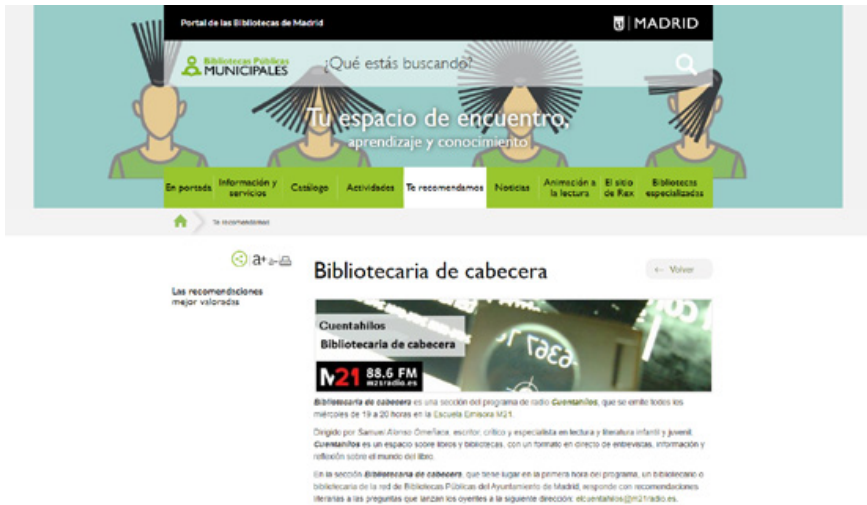 Portal de las Bibliotecas de Madrid
MADRID
Bibliotecas Públicas
MUNICIPALES
¿Qué estás buscando?
Tu espacio de encuentro,
aprendizaje y conocimiento
En portada
Información y
servicios
Catálogo
Actividades
Te recomendamos
Noticias
Animación a
la lectura
El sitio
de Rex
Bibliotecas
especializadas
Te recomendamos
a+ a-
Las recomendaciones
mejor valoradas
Bibliotecaria de cabecera
← Volver
Cuentahilos
Bibliotecaria de cabecera
M21 88.6 FM
m21radio.es
6367
Bibliotecaria de cabecera es una sección del programa de radio Cuentahilos, que se emite todos los
miércoles de 19 a 20 horas en la Escuela Emisora M21.
Dirigido por Samuel Alonso Omeñaca, escritor, crítico y especialista en lectura y literatura infantil y juvenil,
Cuentahilos es un espacio sobre libros y bibliotecas, con un formato en directo de entrevistas, información y
reflexión sobre el mundo del libro.
En la sección Bibliotecaria de cabecera, que tiene lugar en la primera hora del programa, un bibliotecario o
bibliotecaria de la red de Bibliotecas Públicas del Ayuntamiento de Madrid, responde con recomendaciones
literarias a las preguntas que lanzan los oyentes a la siguiente dirección: elcuentahilos@m21radio.es.